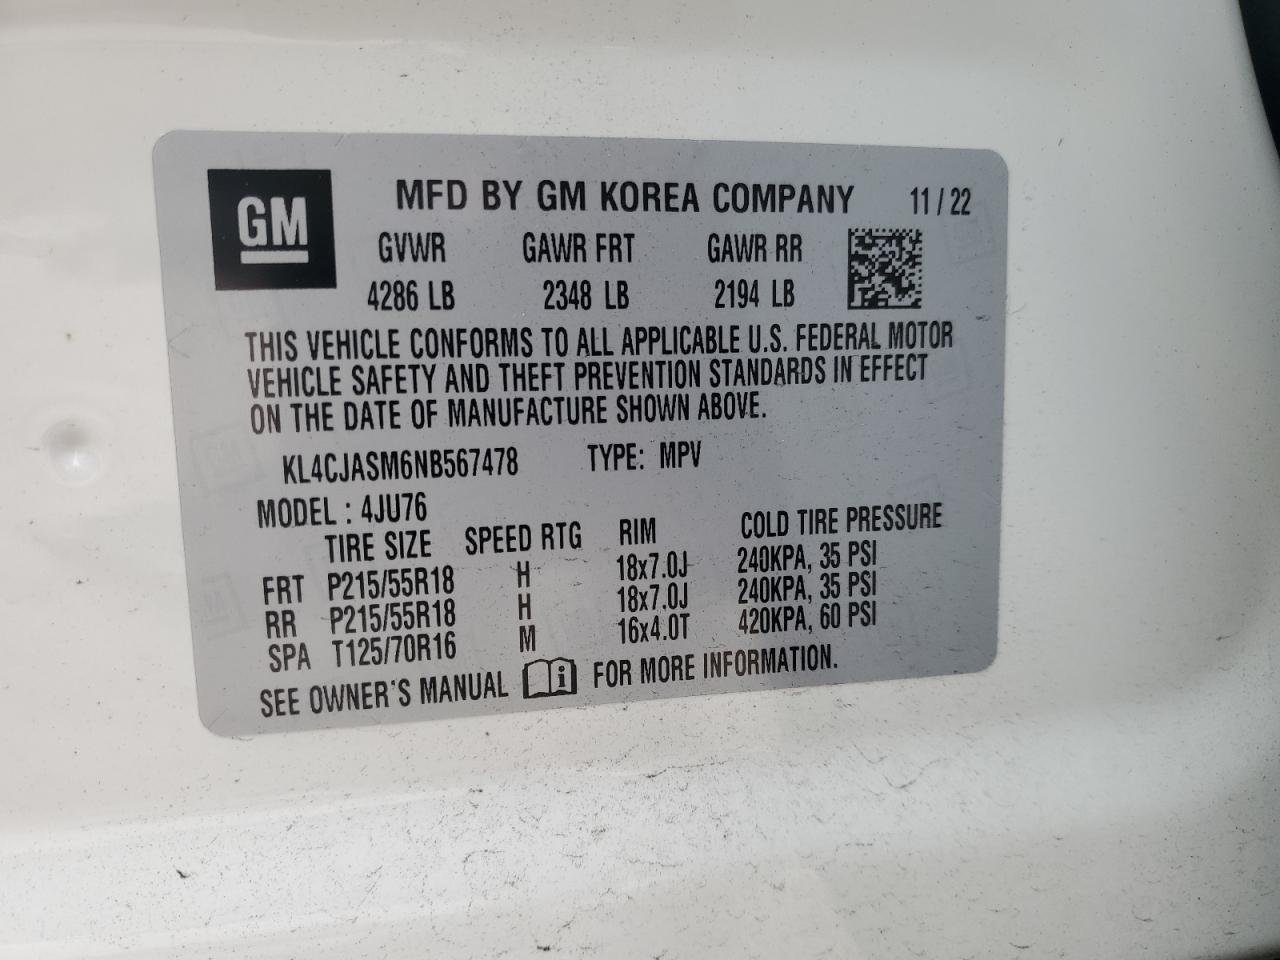 GM
MFD BY GM KOREA COMPANY 11/22
GVWR GAWR FRT GAWR RR
4286 LB 2348 LB 2194 LB
THIS VEHICLE CONFORMS TO ALL APPLICABLE U.S. FEDERAL MOTOR
VEHICLE SAFETY AND THEFT PREVENTION STANDARDS IN EFFECT
ON THE DATE OF MANUFACTURE SHOWN ABOVE.
KL4CJASM6NB567478 TYPE: MPV
MODEL : 4JU76
TIRE SIZE SPEED RTG RIM COLD TIRE PRESSURE
FRT P215/55R18 H 18x7.0J 240KPA, 35 PSI
RR P215/55R18 H 18x7.0J 240KPA, 35 PSI
SPA T125/70R16 M 16x4.0T 420KPA, 60 PSI
SEE OWNER'S MANUAL i FOR MORE INFORMATION.